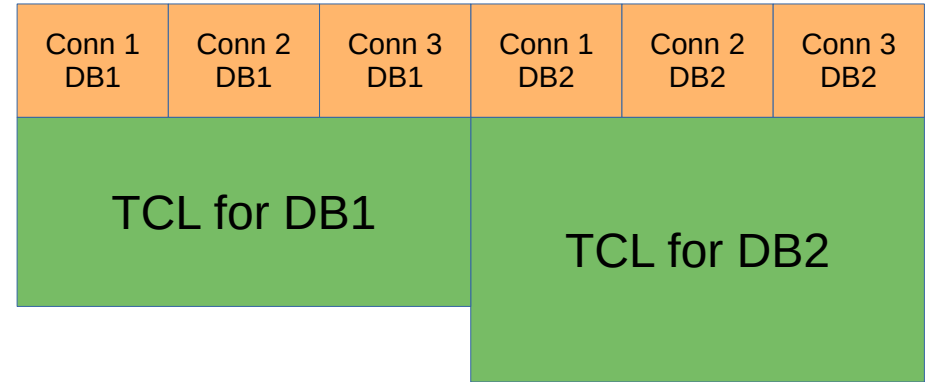 Conn 1
DB1
Conn 2
DB1
Conn 3
DB1
Conn 1
DB2
Conn 2
DB2
Conn 3
DB2
TCL for DB1
TCL for DB2